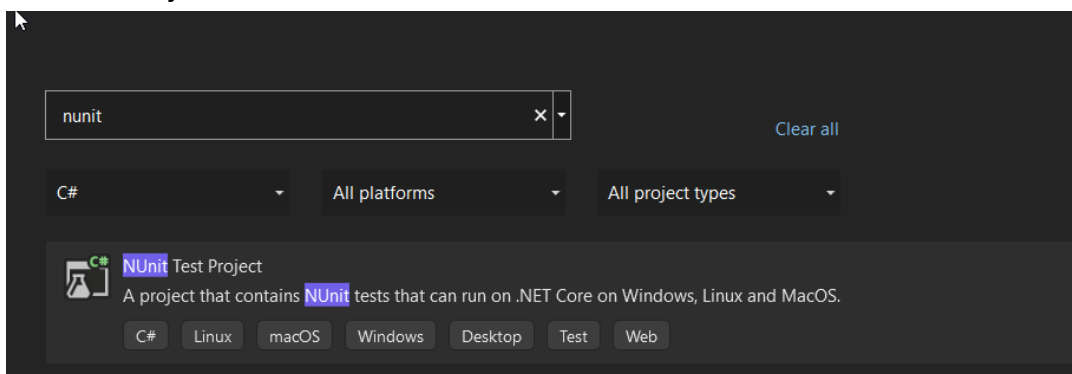 nunit
Clear all
C# All platforms All project types
C#
NUnit Test Project
A project that contains NUnit tests that can run on .NET Core on Windows, Linux and MacOS.
C# Linux macOS Windows Desktop Test Web